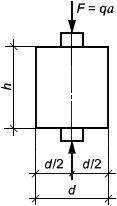 F = qa
h
d/2
d/2
d